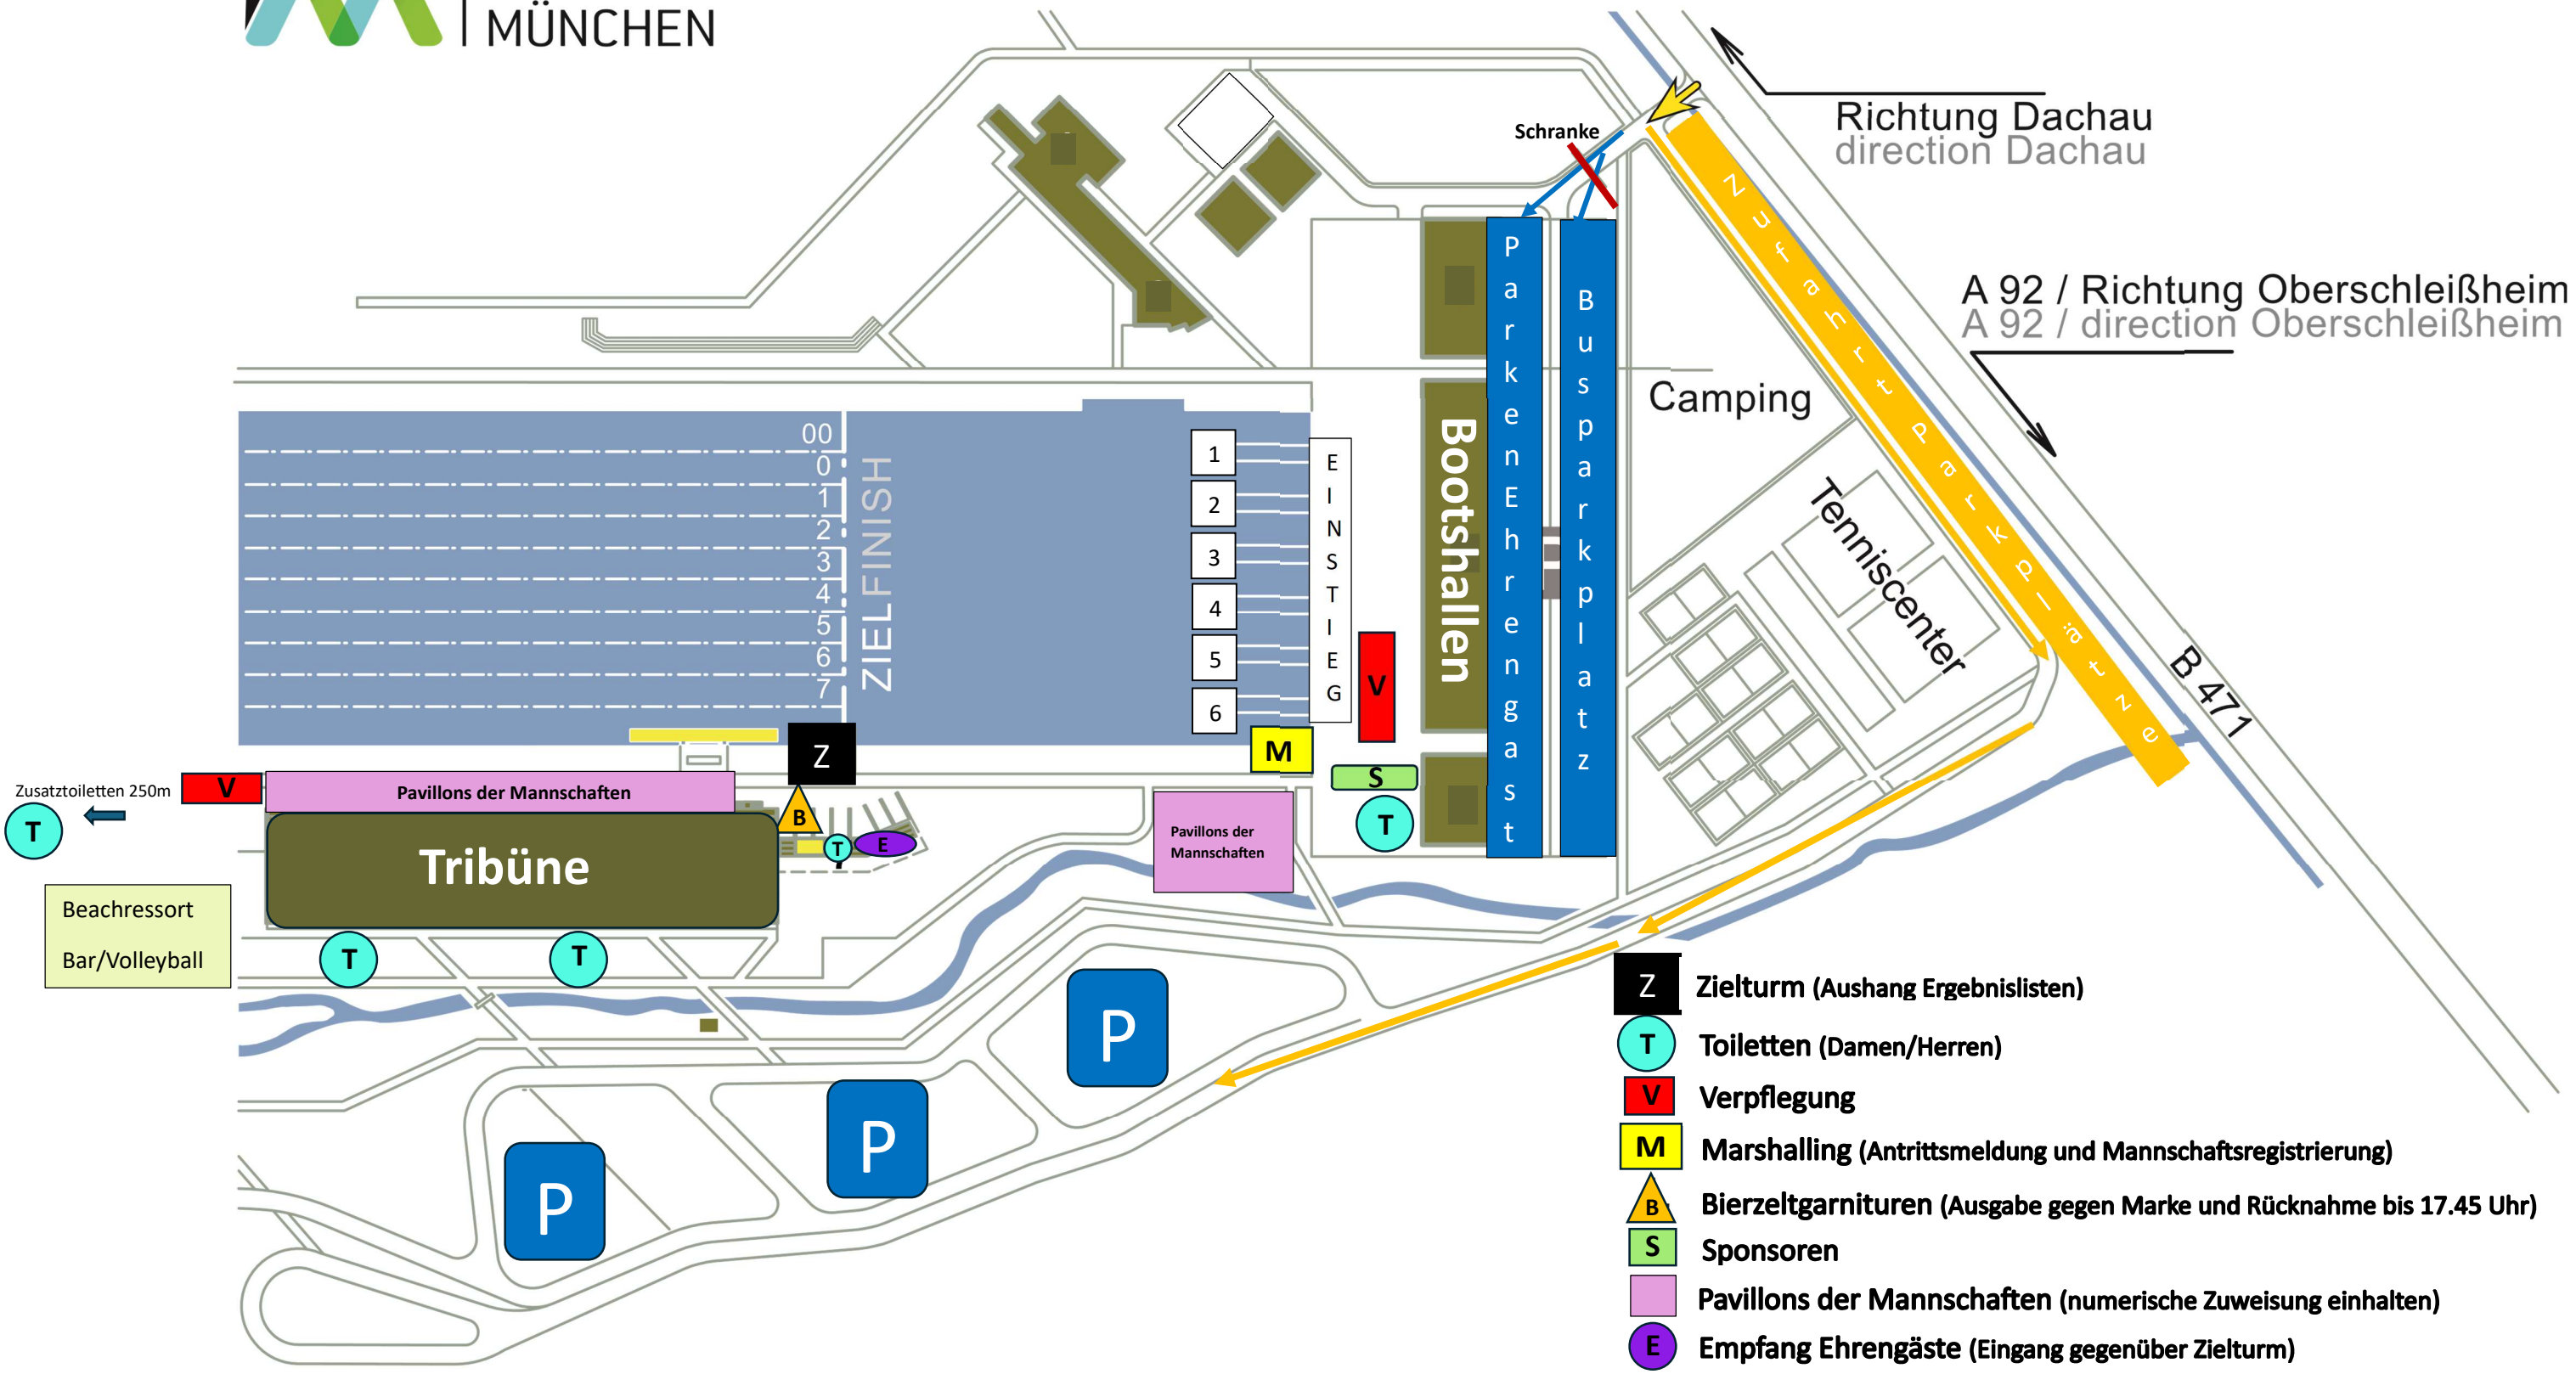 MÜNCHEN
Richtung Dachau
direction Dachau
Schranke
Zufahrt Parkplätze
A 92 / Richtung Oberschleißheim
A 92 / direction Oberschleißheim
Parken Ehrengast
Busparkplatz
Camping
Tenniscenter
B 471
Bootshallen
00
0
1
2
3
4
5
6
7
ZIELFINISH
1
2
3
4
5
6
EINSTIEG
V
M
S
T
Z
Zusatztoiletten 250m
T
V
Pavillons der Mannschaften
B
T
E
Tribüne
Pavillons der
Mannschaften
Beachressort
Bar/Volleyball
T
T
P
P
P
Z Zielturm (Aushang Ergebnislisten)
T Toiletten (Damen/Herren)
V Verpflegung
M Marshalling (Antrittsmeldung und Mannschaftsregistrierung)
B Bierzeltgarnituren (Ausgabe gegen Marke und Rücknahme bis 17.45 Uhr)
S Sponsoren
Pavillons der Mannschaften (numerische Zuweisung einhalten)
E Empfang Ehrengäste (Eingang gegenüber Zielturm)